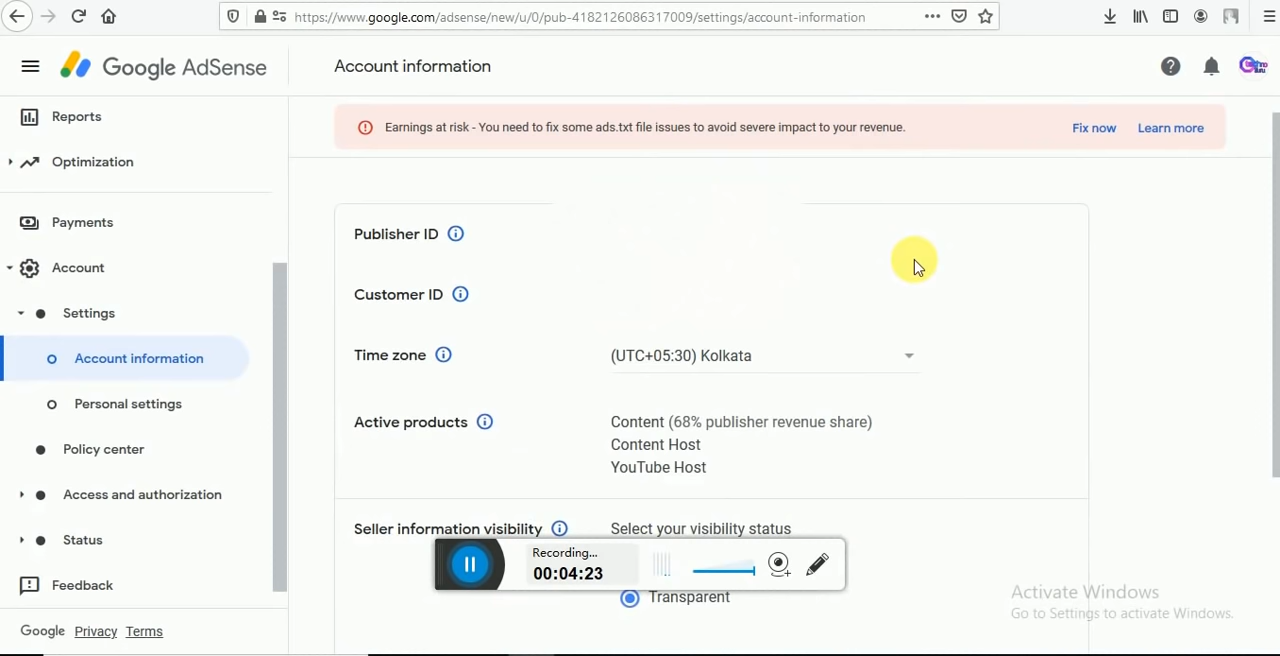 https://www.google.com/adsense/new/u/0/pub-4182126086317009/settings/account-information
Google AdSense
Account information
Reports
Optimization
Payments
Account
Settings
Account information
Personal settings
Policy center
Access and authorization
Status
Feedback
Google Privacy Terms
Earnings at risk - You need to fix some ads.txt file issues to avoid severe impact to your revenue.
Fix now Learn more
Publisher ID
Customer ID
Time zone (UTC+05:30) Kolkata
Active products Content (68% publisher revenue share)
Content Host
YouTube Host
Seller information visibility Select your visibility status
Recording...
00:04:23
Transparent
Activate Windows
Go to Settings to activate Windows.